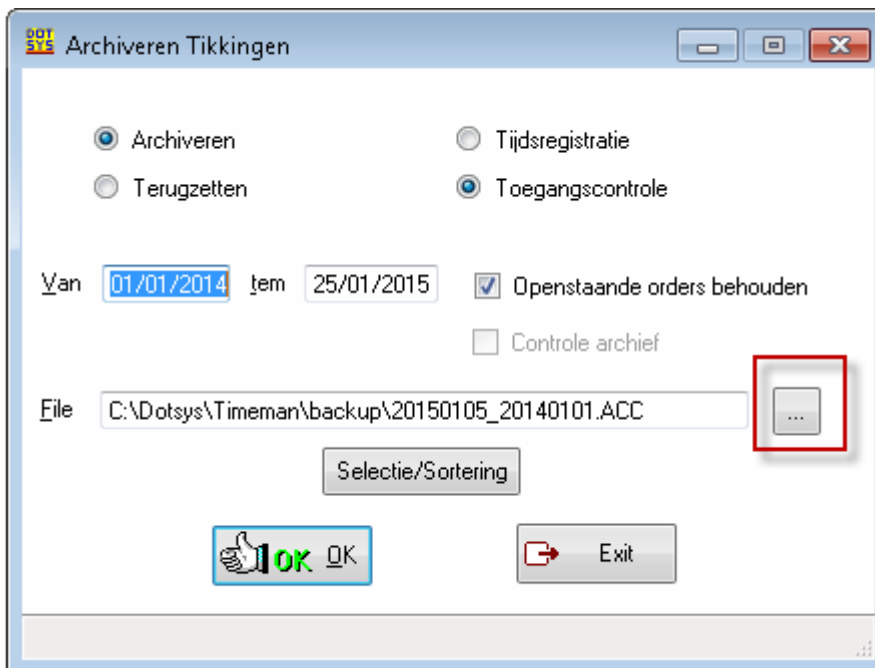 DOT
SYS Archiveren Tikkingen
Archiveren Tijdsregistratie
Terugzetten Toegangscontrole
Van 01/01/2014 tem 25/01/2015 Openstaande orders behouden
Controle archief
File C:\Dotsys\Timeman\backup\20150105_20140101.ACC ...
Selectie/Sortering
OK OK Exit